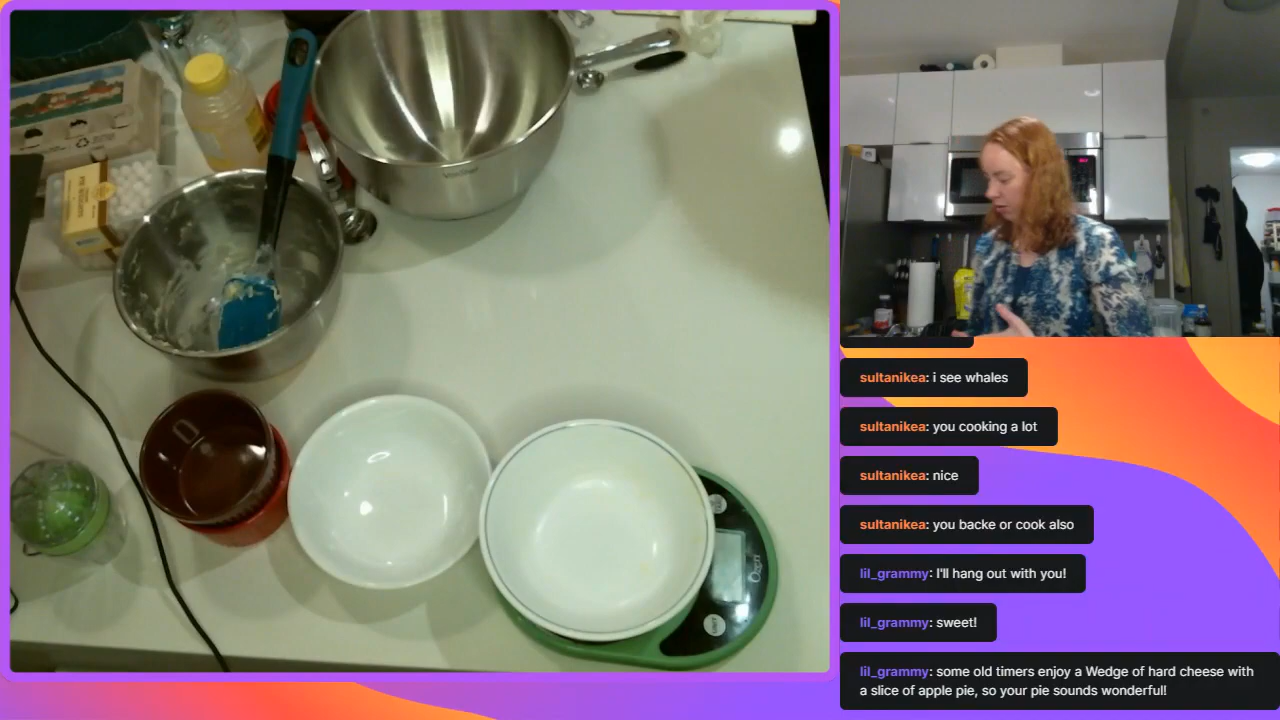 sultanikea: i see whales
sultanikea: you cooking a lot
sultanikea: nice
sultanikea: you backe or cook also
lil_grammy: I'll hang out with you!
lil_grammy: sweet!
lil_grammy: some old timers enjoy a Wedge of hard cheese with
a slice of apple pie, so your pie sounds wonderful!
Ozeri
UNIT